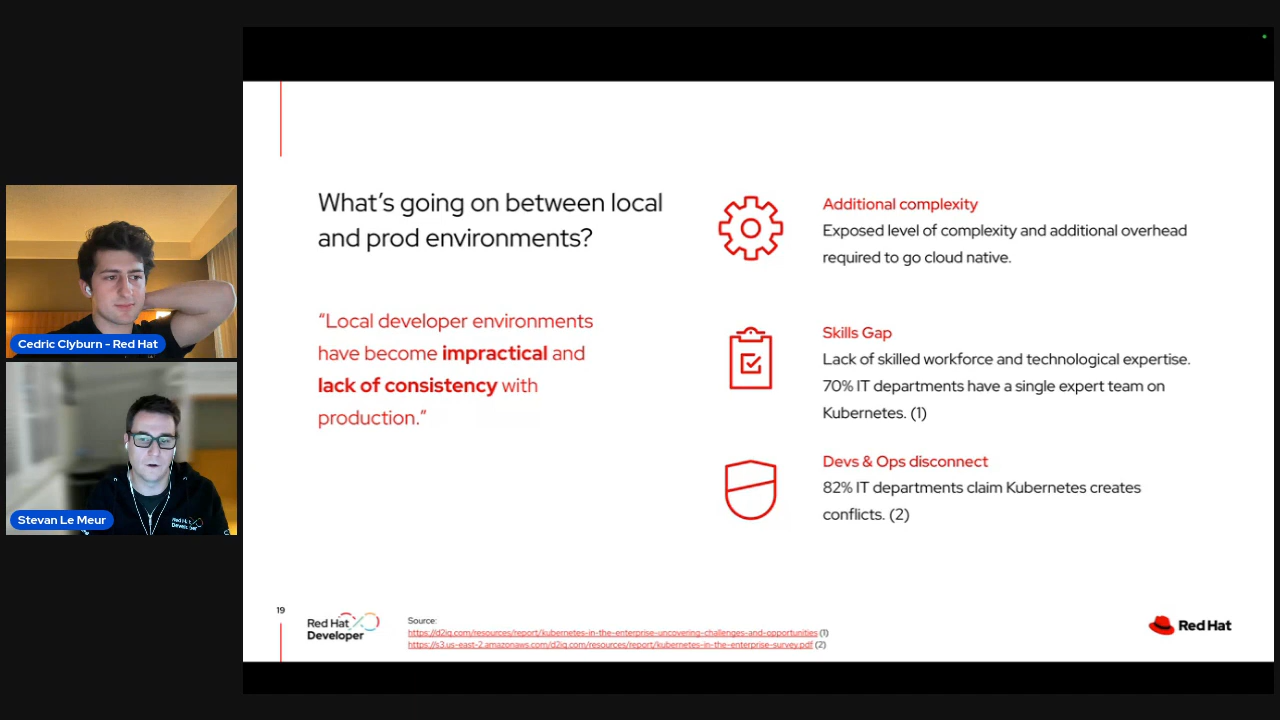 What's going on between local
and prod environments?
“Local developer environments
have become impractical and
lack of consistency with
production.”
Additional complexity
Exposed level of complexity and additional overhead
required to go cloud native.
Skills Gap
Lack of skilled workforce and technological expertise.
70% IT departments have a single expert team on
Kubernetes. (1)
Devs & Ops disconnect
82% IT departments claim Kubernetes creates
conflicts. (2)
Cedric Clyburn - Red Hat
Stevan Le Meur
Red Hat
Developer
19
Red Hat
Developer
Source:
https://d2iq.com/resources/report/kubernetes-in-the-enterprise-uncovering-challenges-and-opportunities (1)
https://s3.us-east-2.amazonaws.com/d2iq.com/resources/report/kubernetes-in-the-enterprise-survey.pdf (2)
Red Hat